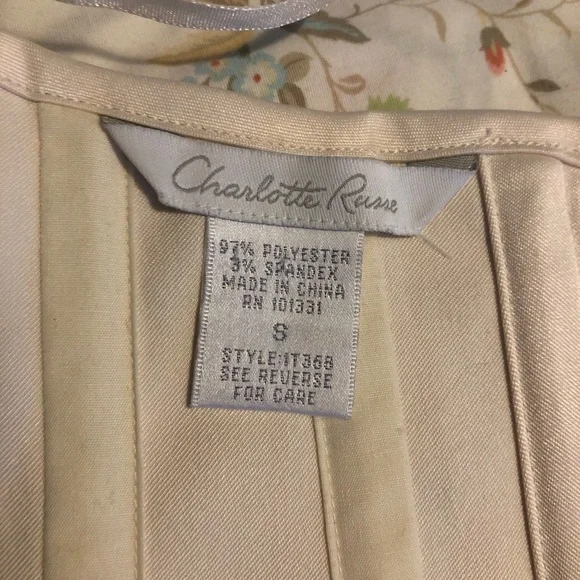 Charlotte Russe
97% POLYESTER
3% SPANDEX
MADE IN CHINA
RN 101331
S
STYLE:1T368
SEE REVERSE
FOR CARE